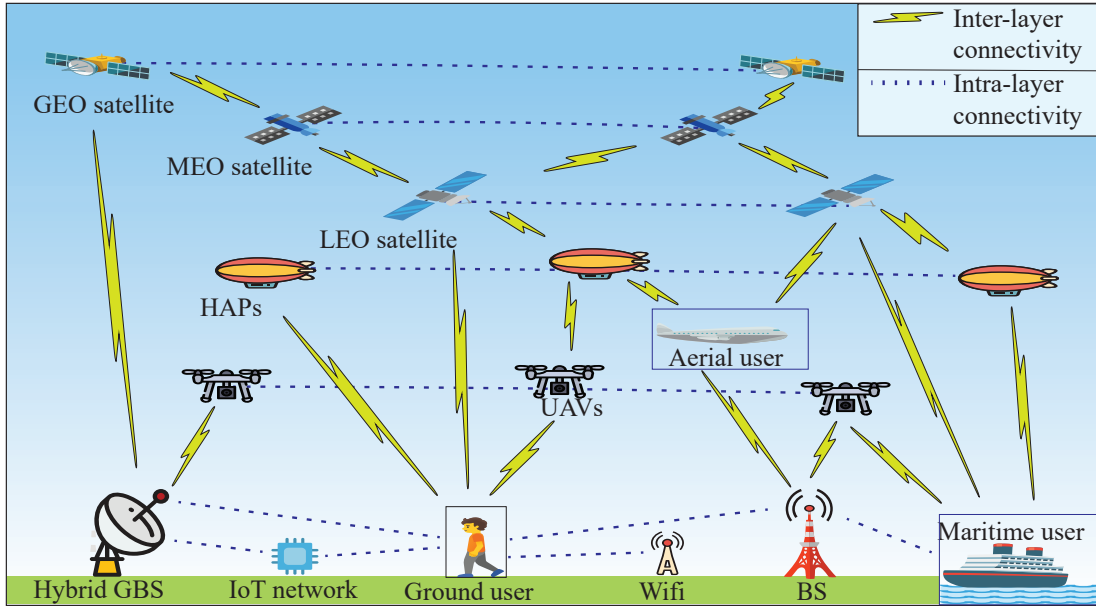 Inter-layer
connectivity
Intra-layer
connectivity
GEO satellite
MEO satellite
LEO satellite
HAPs
Aerial user
UAVs
Maritime user
Hybrid GBS
IoT network
Ground user
Wifi
BS